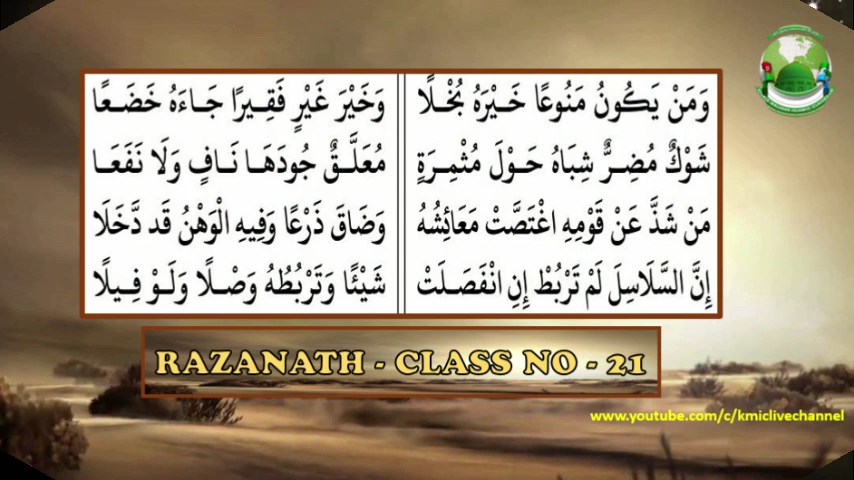 وَمَنْ يَكُونُ مَنُوعًا خَيْرَهُ بُخْلًا وَخَيْرَ غَيْرٍ فَقِيرًا جَاءَهُ خَضَعًا
شَوْكٌ مُضِرٌّ شِبَاهُ حَوْلَ مُثْمِرَةٍ مُعَلَّقٌ جُودَهَا نَافٍ وَلَا نَفَعَا
مَنْ شَذَّ عَنْ قَوْمِهِ اغْتَصَّتْ مَعَائِشُهُ وَضَاقَ ذَرْعًا وَفِيهِ الْوَهْنُ قَد دَّخَلَا
إِنَّ السَّلَاسِلَ لَمْ تَرْبُطْ إِنِ انْفَصَلَتْ شَيْئًا وَتَرْبُطُهُ وَصْلًا وَلَوْ فِيلًا
RAZANATH - CLASS NO - 21
www.youtube.com/c/kmiclivechannel